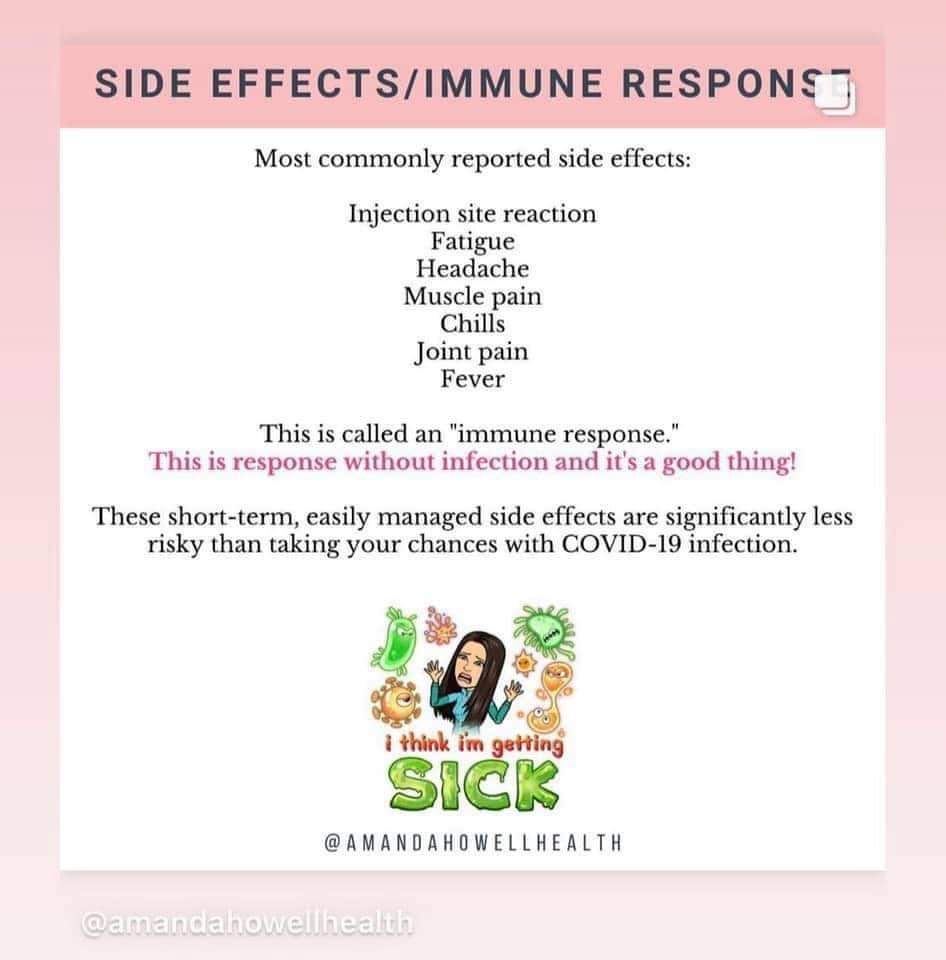 SIDE EFFECTS/IMMUNE RESPONSE
Most commonly reported side effects:
Injection site reaction
Fatigue
Headache
Muscle pain
Chills
Joint pain
Fever
This is called an "immune response."
This is response without infection and it's a good thing!
These short-term, easily managed side effects are significantly less
risky than taking your chances with COVID-19 infection.
i think i'm getting
SICK
@AMANDAHOWELLHEALTH
@amandahowellhealth